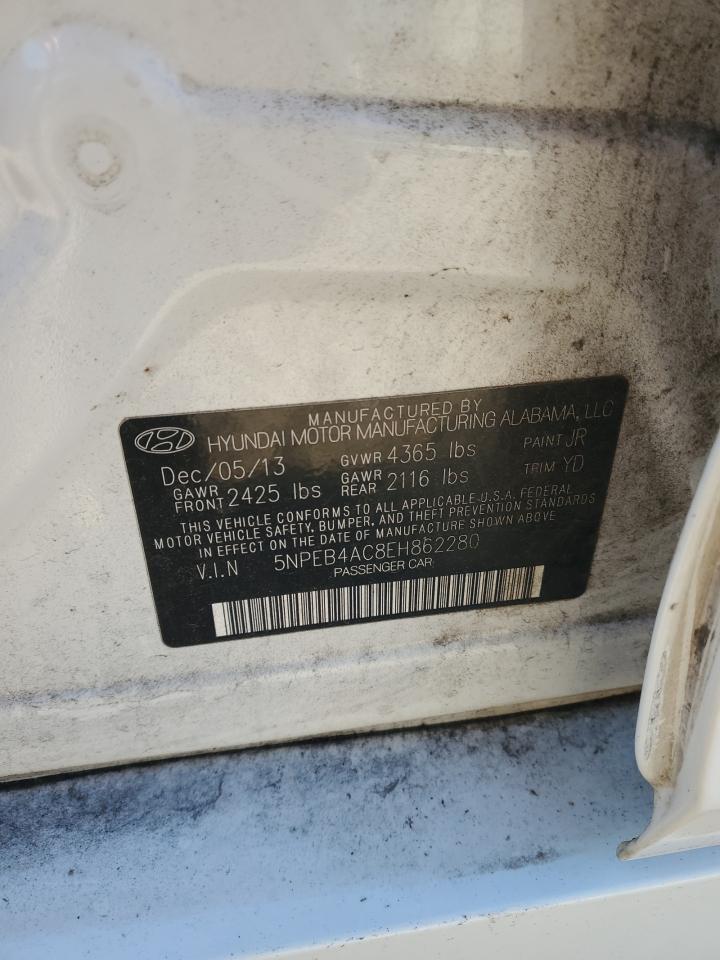 MANUFACTURED BY
HYUNDAI MOTOR MANUFACTURING ALABAMA, LLC
Dec/05/13 GVWR 4365 lbs PAINT JR
GAWR FRONT 2425 lbs GAWR REAR 2116 lbs TRIM YD
THIS VEHICLE CONFORMS TO ALL APPLICABLE U.S.A. FEDERAL
MOTOR VEHICLE SAFETY, BUMPER, AND THEFT PREVENTION STANDARDS
IN EFFECT ON THE DATE OF MANUFACTURE SHOWN ABOVE
V.I.N 5NPEB4AC8EH862280
PASSENGER CAR